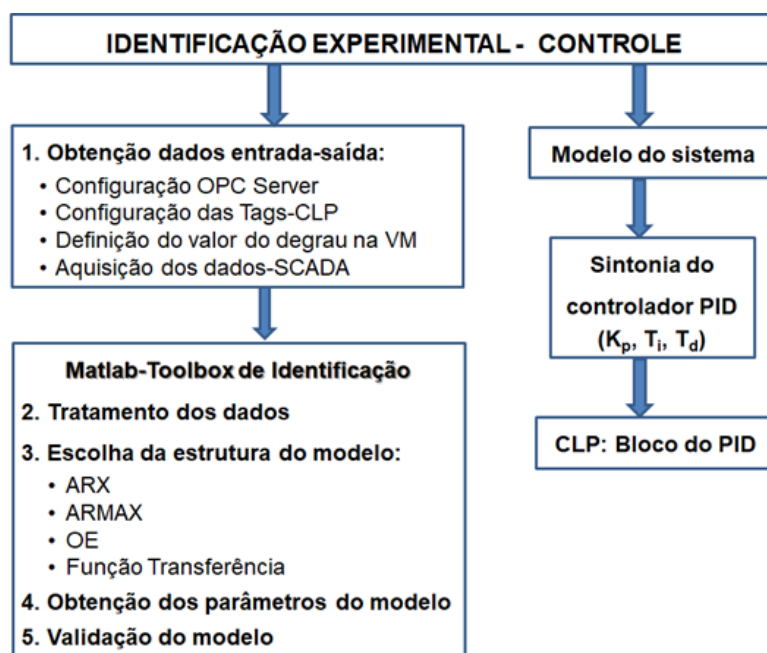 IDENTIFICAÇÃO EXPERIMENTAL - CONTROLE
1. Obtenção dados entrada-saída:
• Configuração OPC Server
• Configuração das Tags-CLP
• Definição do valor do degrau na VM
• Aquisição dos dados-SCADA
Matlab-Toolbox de Identificação
2. Tratamento dos dados
3. Escolha da estrutura do modelo:
• ARX
• ARMAX
• OE
• Função Transferência
4. Obtenção dos parâmetros do modelo
5. Validação do modelo
Modelo do sistema
Sintonia do
controlador PID
(Kp, Ti, Td)
CLP: Bloco do PID